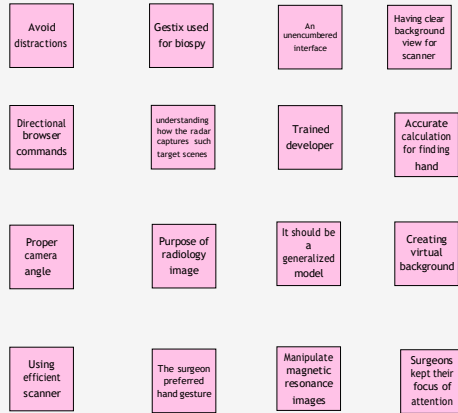 Avoid
distractions
Gestix used
for biospy
An
unencumbered
interface
Having clear
background
view for
scanner
Directional
browser
commands
understanding
how the radar
captures such
target scenes
Trained
developer
Accurate
calculation
for finding
hand
Proper
camera
angle
Purpose of
radiology
image
It should be
a
generalized
model
Creating
virtual
background
Using
efficient
scanner
The surgeon
preferred
hand gesture
Manipulate
magnetic
resonance
images
Surgeons
kept their
focus of
attention